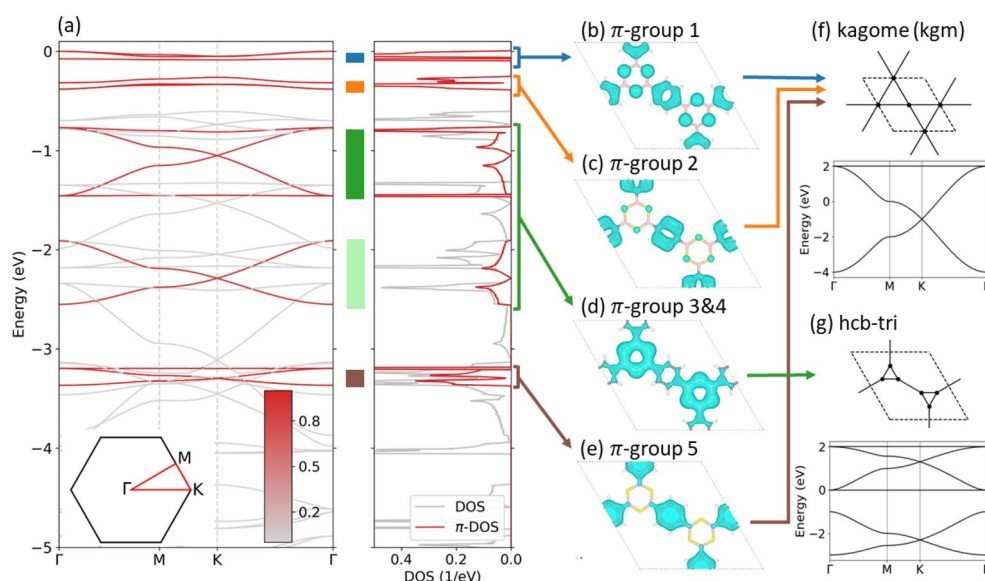 (a)
0
−1
−2
−3
−4
−5
Energy (eV)
Γ
M
K
Γ
Γ
M
K
0.8
0.5
0.2
DOS
π-DOS
0.4
0.2
0.0
DOS (1/eV)
(b) π-group 1
(c) π-group 2
(d) π-group 3&4
(e) π-group 5
(f) kagome (kgm)
2
0
−2
−4
Energy (eV)
Γ
M
K
(g) hcb-tri
2
0
−2
Energy (eV)
Γ
M
K